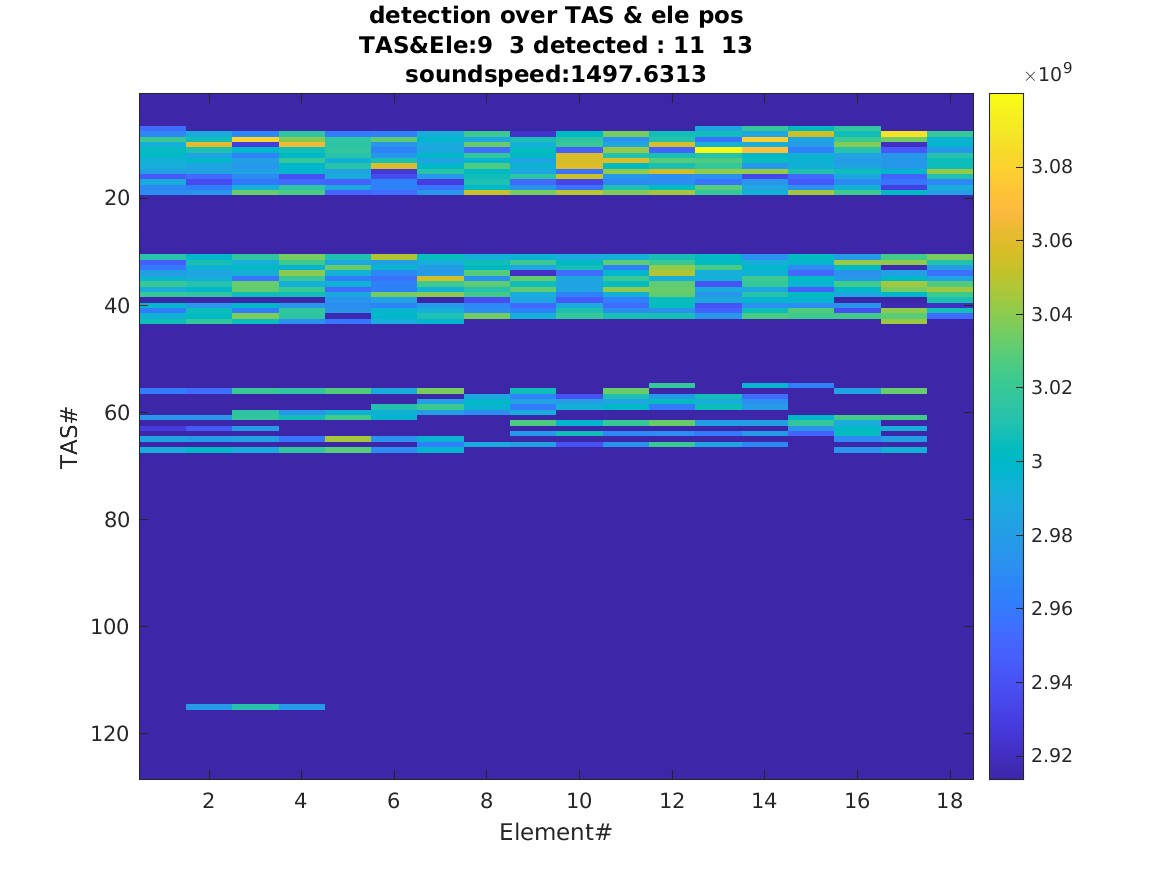 detection over TAS & ele pos
TAS&Ele:9 3 detected : 11 13
soundspeed:1497.6313
×10⁹
3.08
3.06
3.04
3.02
3
2.98
2.96
2.94
2.92
20
40
60
80
100
120
TAS#
2 4 6 8 10 12 14 16 18
Element#